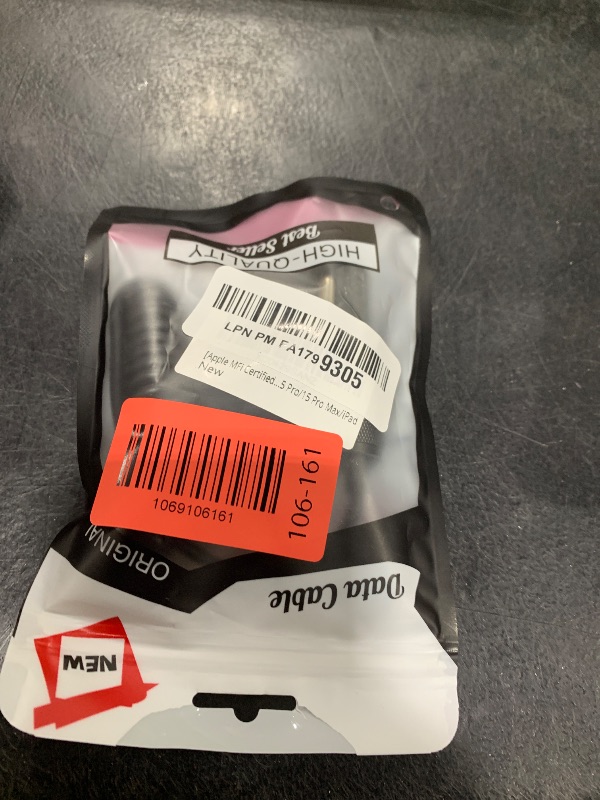 Best Seller
HIGH-QUALITY
LPN PM FA1799305
[Apple MFi Certified...5 Pro/15 Pro Max/iPad
New
1069106161
106-161
ORIGINAL
Data Cable
NEW